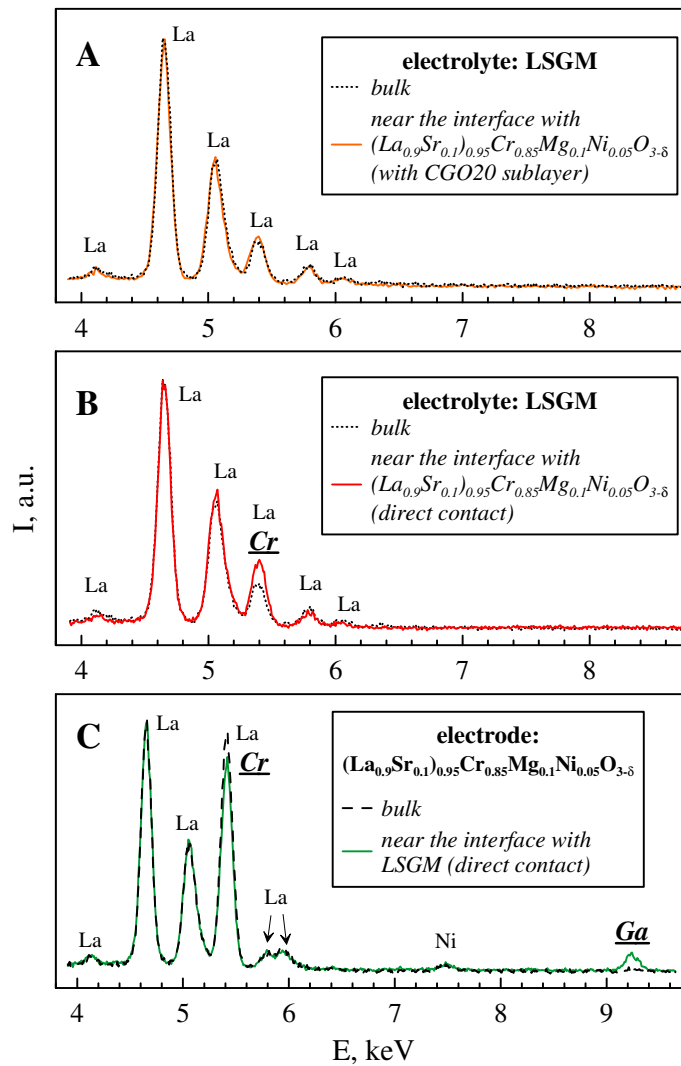 A
La
electrolyte: LSGM
bulk
near the interface with
(La0.9Sr0.1)0.95Cr0.85Mg0.1Ni0.05O3-δ
(with CGO20 sublayer)
La
La
La
La
La
4 5 6 7 8
B
La
electrolyte: LSGM
bulk
near the interface with
(La0.9Sr0.1)0.95Cr0.85Mg0.1Ni0.05O3-δ
(direct contact)
La
La
Cr
La
La
La
4 5 6 7 8
I, a.u.
C
La
La
Cr
electrode:
(La0.9Sr0.1)0.95Cr0.85Mg0.1Ni0.05O3-δ
bulk
near the interface with
LSGM (direct contact)
La
La
La
Ni
Ga
4 5 6 7 8 9
E, keV